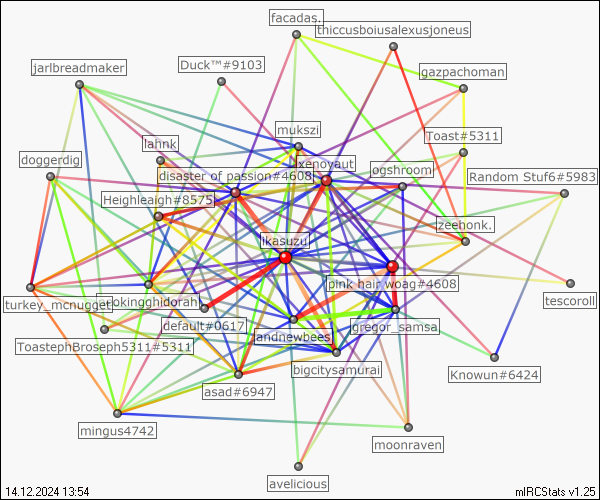 facadas.
thiccusboiusalexusjoneus
jarlbreadmaker
Duck™#9103
gazpachoman
mukszi
Toast#5311
lahnk
xenoyaut
doggerdig
disaster of passion#4608
ogshroom
Random Stuf6#5983
Heighleaigh#8575
zeehonk.
ikasuzu
pink hair woag#4608
tescoroll
turkey_mcnugget
default#0617
gregor_samsa
landnewbees
ToastephBroseph5311#5311
bigcitysamurai
Knowun#6424
asad#6947
mingus4742
moonraven
avelicious
14.12.2024 13:54
mIRCStats v1.25